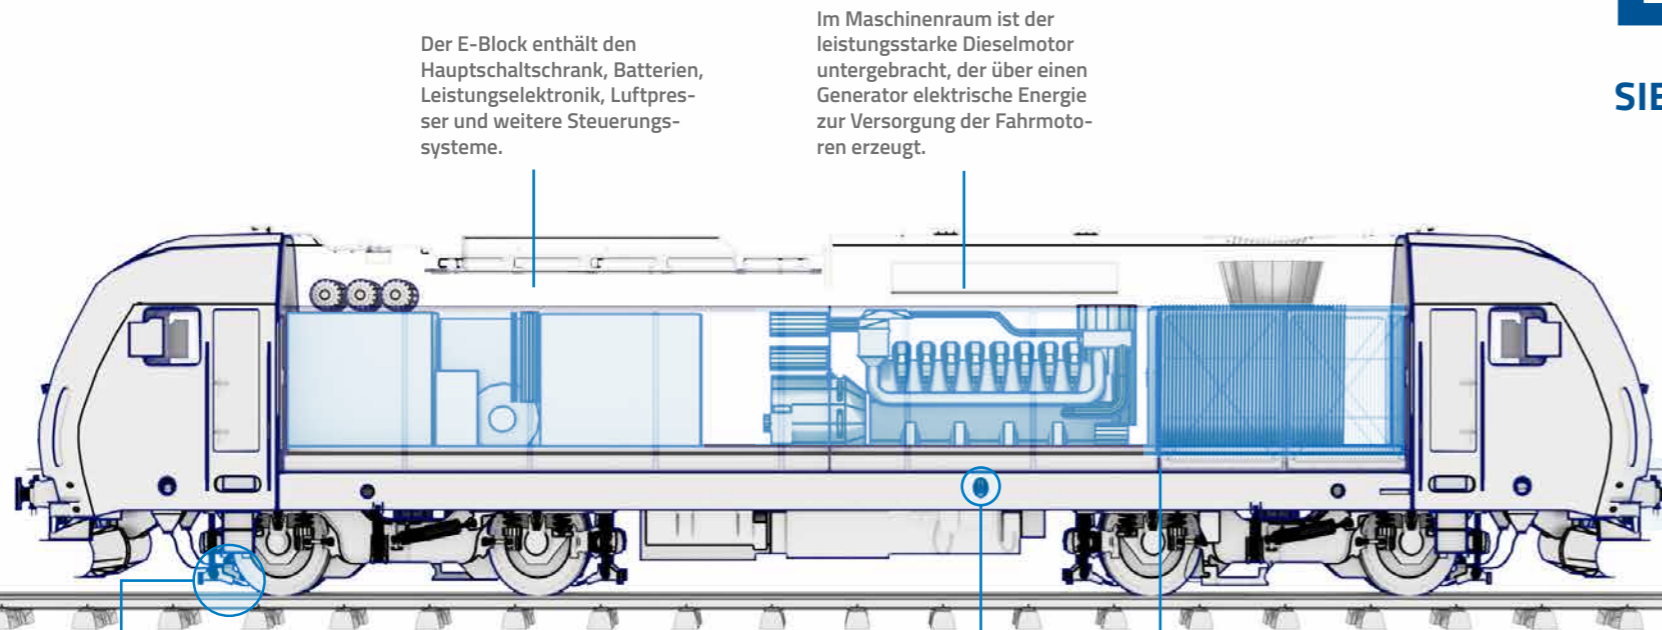 Der E-Block enthält den
Hauptschaltschrank, Batterien,
Leistungselektronik, Luftpres-
ser und weitere Steuerungs-
systeme.
Im Maschinenraum ist der
leistungsstarke Dieselmotor
untergebracht, der über einen
Generator elektrische Energie
zur Versorgung der Fahrmoto-
ren erzeugt.